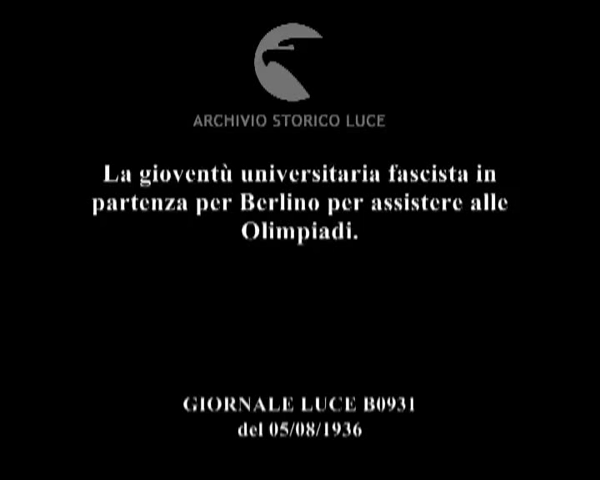 ARCHIVIO STORICO LUCE
La gioventù universitaria fascista in
partenza per Berlino per assistere alle
Olimpiadi.
GIORNALE LUCE B0931
del 05/08/1936